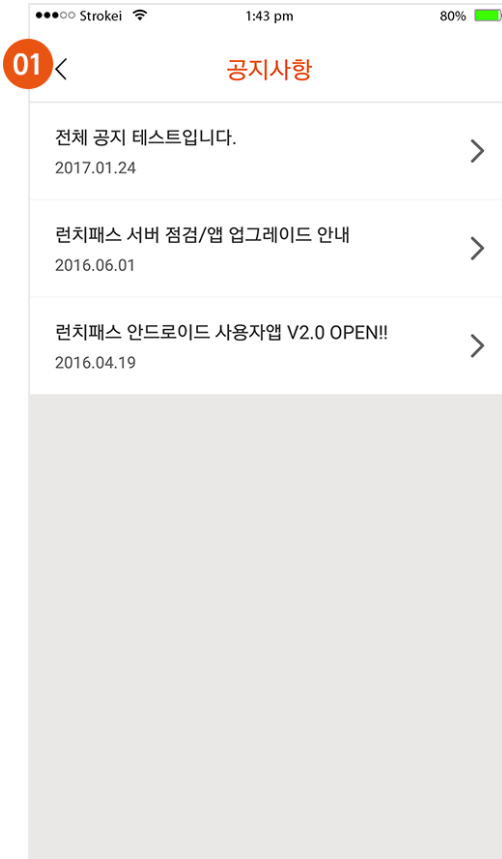 Strokei 1:43 pm 80%
01
공지사항
전체 공지 테스트입니다.
2017.01.24
런치패스 서버 점검/앱 업그레이드 안내
2016.06.01
런치패스 안드로이드 사용자앱 V2.0 OPEN!!
2016.04.19